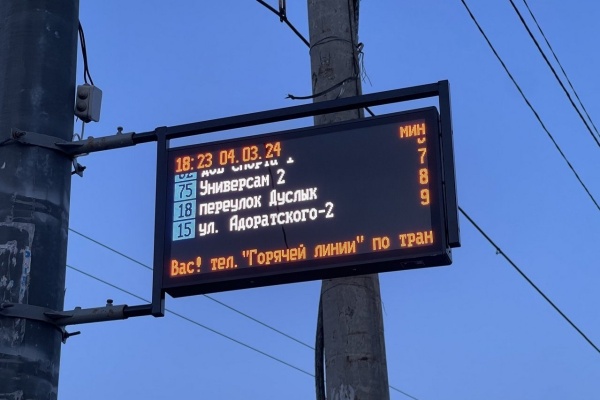 18:23 04.03.24 мин
75 Универсам 2 7
18 переулок Дуслык 8
15 ул. Адоратского-2 9
Вас! тел. "Горячей линии" по тран